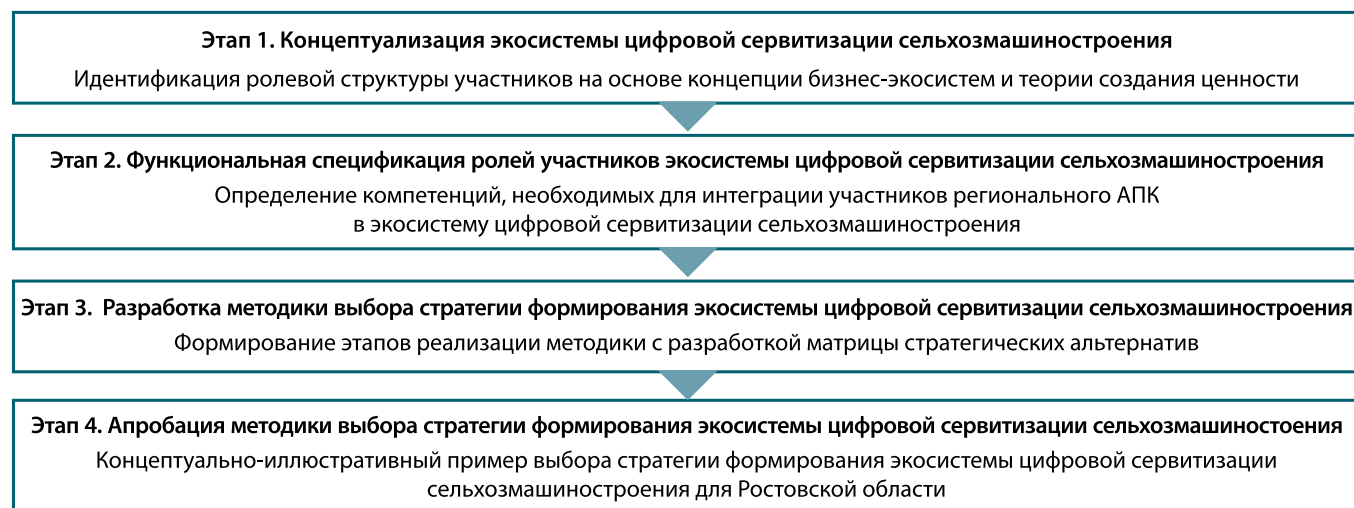 Этап 1. Концептуализация экосистемы цифровой сервитизации сельхозмашиностроения
Идентификация ролевой структуры участников на основе концепции бизнес-экосистем и теории создания ценности
Этап 2. Функциональная спецификация ролей участников экосистемы цифровой сервитизации сельхозмашиностроения
Определение компетенций, необходимых для интеграции участников регионального АПК
в экосистему цифровой сервитизации сельхозмашиностроения
Этап 3. Разработка методики выбора стратегии формирования экосистемы цифровой сервитизации сельхозмашиностроения
Формирование этапов реализации методики с разработкой матрицы стратегических альтернатив
Этап 4. Апробация методики выбора стратегии формирования экосистемы цифровой сервитизации сельхозмашиностоения
Концептуально-иллюстративный пример выбора стратегии формирования экосистемы цифровой сервитизации
сельхозмашиностроения для Ростовской области